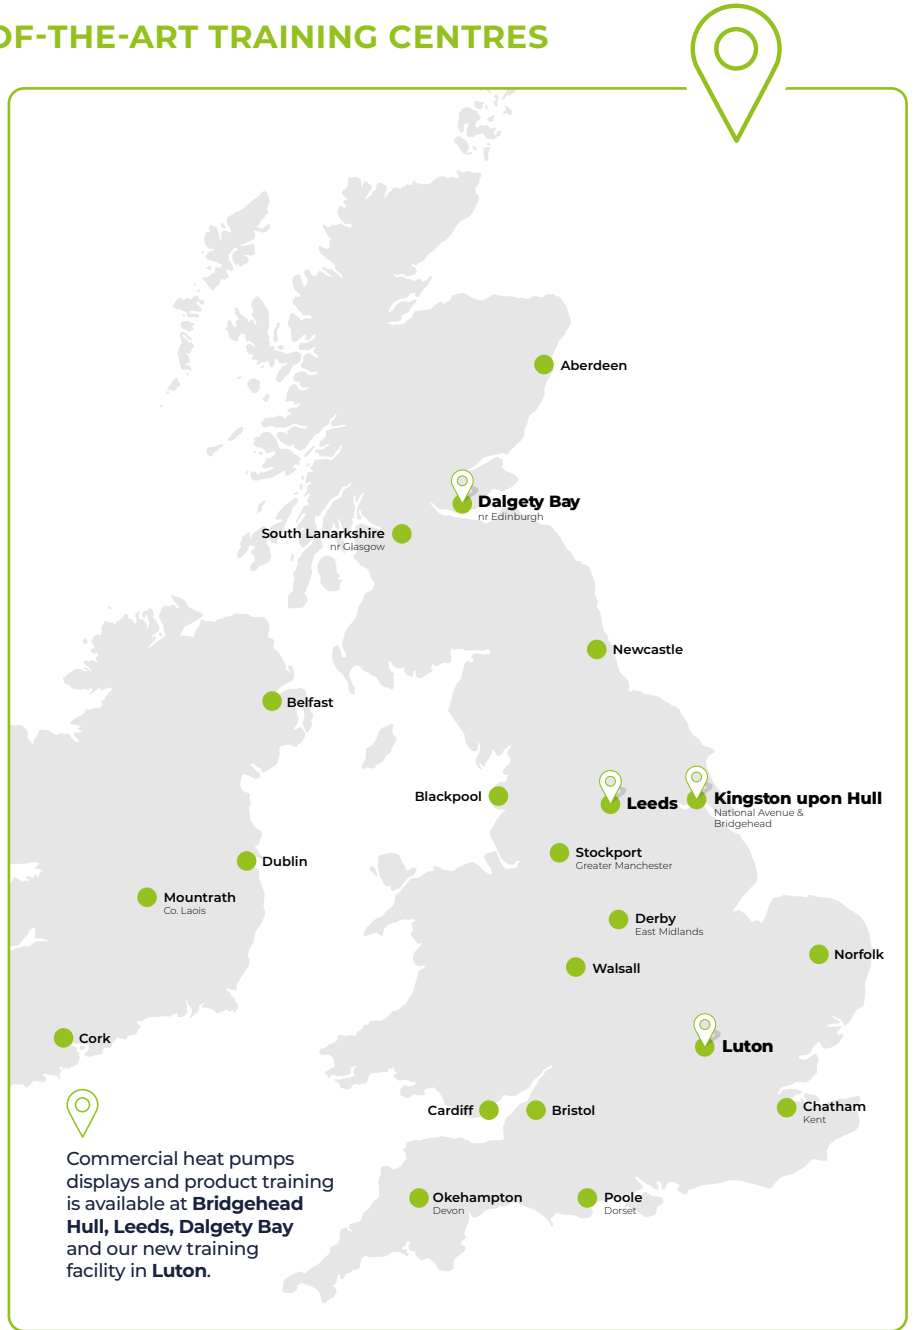 OF-THE-ART TRAINING CENTRES
Aberdeen
Dalgety Bay
nr Edinburgh
South Lanarkshire
nr Glasgow
Newcastle
Belfast
Blackpool
Leeds
Kingston upon Hull
National Avenue &
Bridgehead
Stockport
Greater Manchester
Dublin
Mountrath
Co. Laois
Derby
East Midlands
Norfolk
Walsall
Cork
Luton
Cardiff
Bristol
Chatham
Kent
Okehampton
Devon
Poole
Dorset
Commercial heat pumps
displays and product training
is available at Bridgehead
Hull, Leeds, Dalgety Bay
and our new training
facility in Luton.